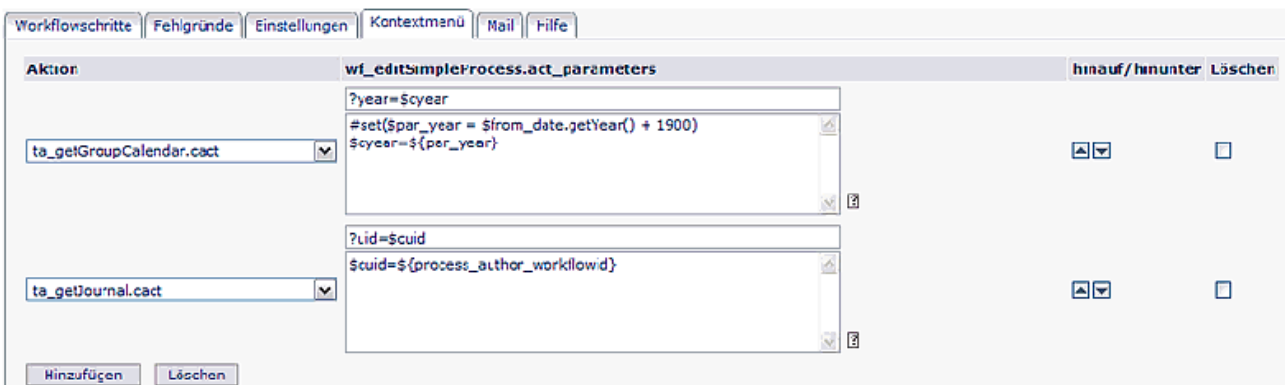 Workflowschritte Fehlgründe Einstellungen Kontextmenü Mail Hilfe
Aktion wf_editSimpleProcess.act_parameters hinauf/hinunter Löschen
?year=$cyear
#set($par_year = $from_date.getYear() + 1900)
$cyear=${par_year}
ta_getGroupCalendar.cact
?uid=$cuid
$cuid=${process_author_workflowid}
ta_getJournal.cact
Hinzufügen Löschen